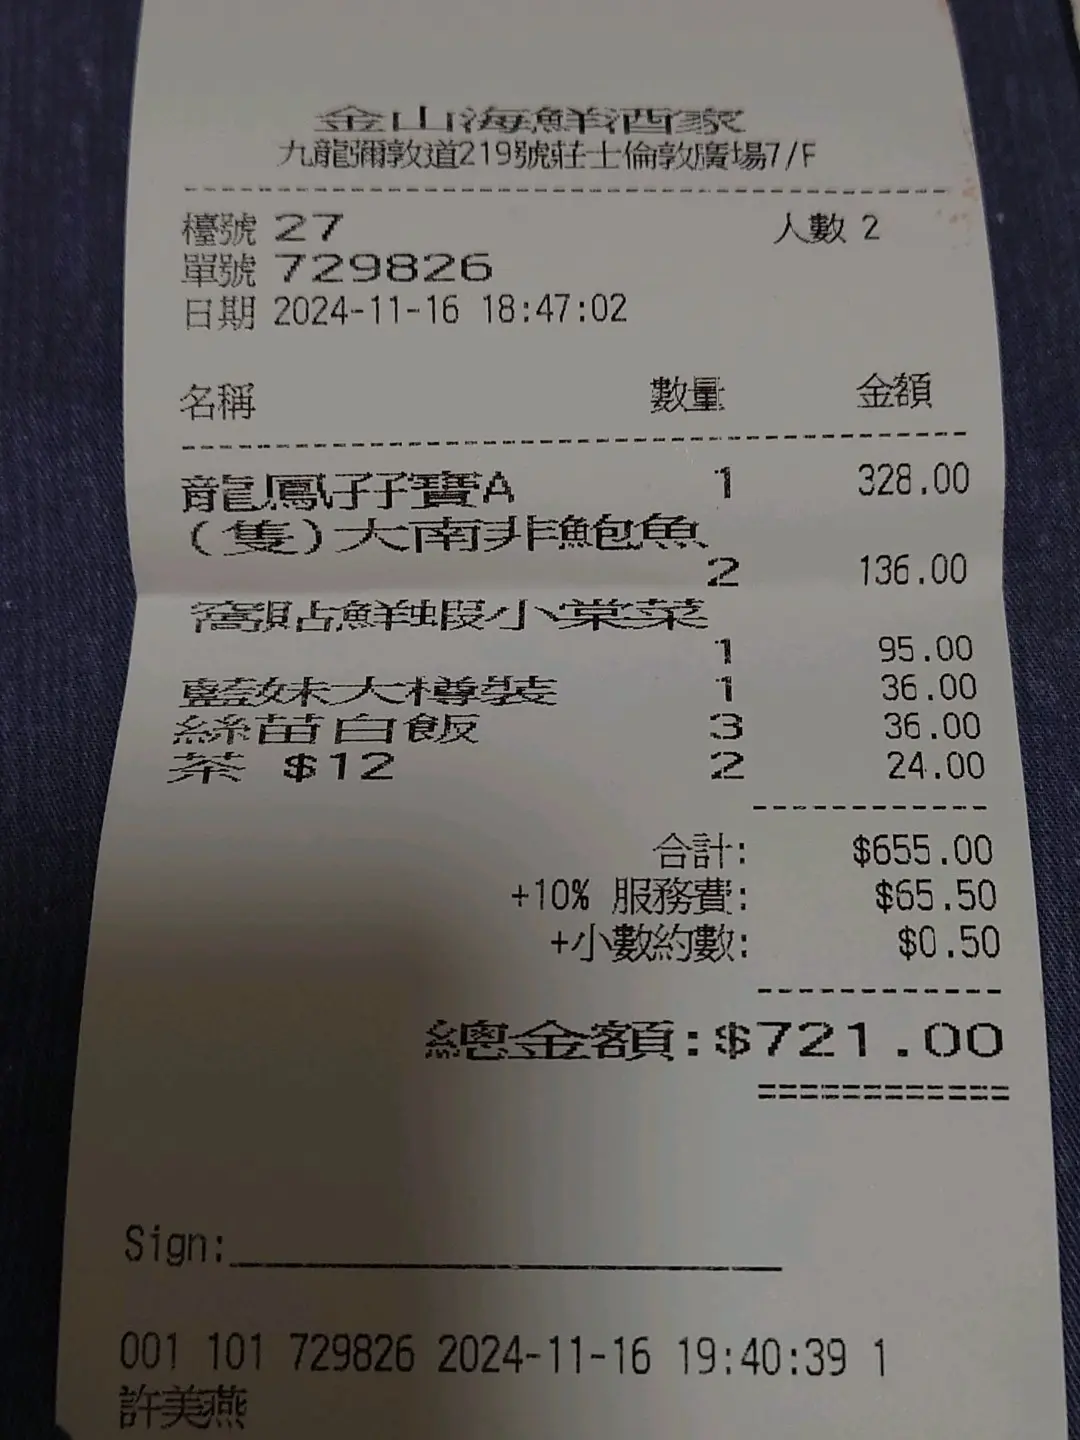 金山海鮮酒家
九龍彌敦道219號莊士倫敦廣場7/F
檯號 27 人數 2
單號 729826
日期 2024-11-16 18:47:02
名稱 數量 金額
龍鳳孖寶A 1 328.00
(隻)大南非鮑魚
2 136.00
窩貼鮮蝦小棠菜
1 95.00
藍妹大樽裝 1 36.00
絲苗白飯 3 36.00
茶 $12 2 24.00
合計: $655.00
+10% 服務費: $65.50
+小數約數: $0.50
總金額:$721.00
Sign:
001 101 729826 2024-11-16 19:40:39 1
許美燕